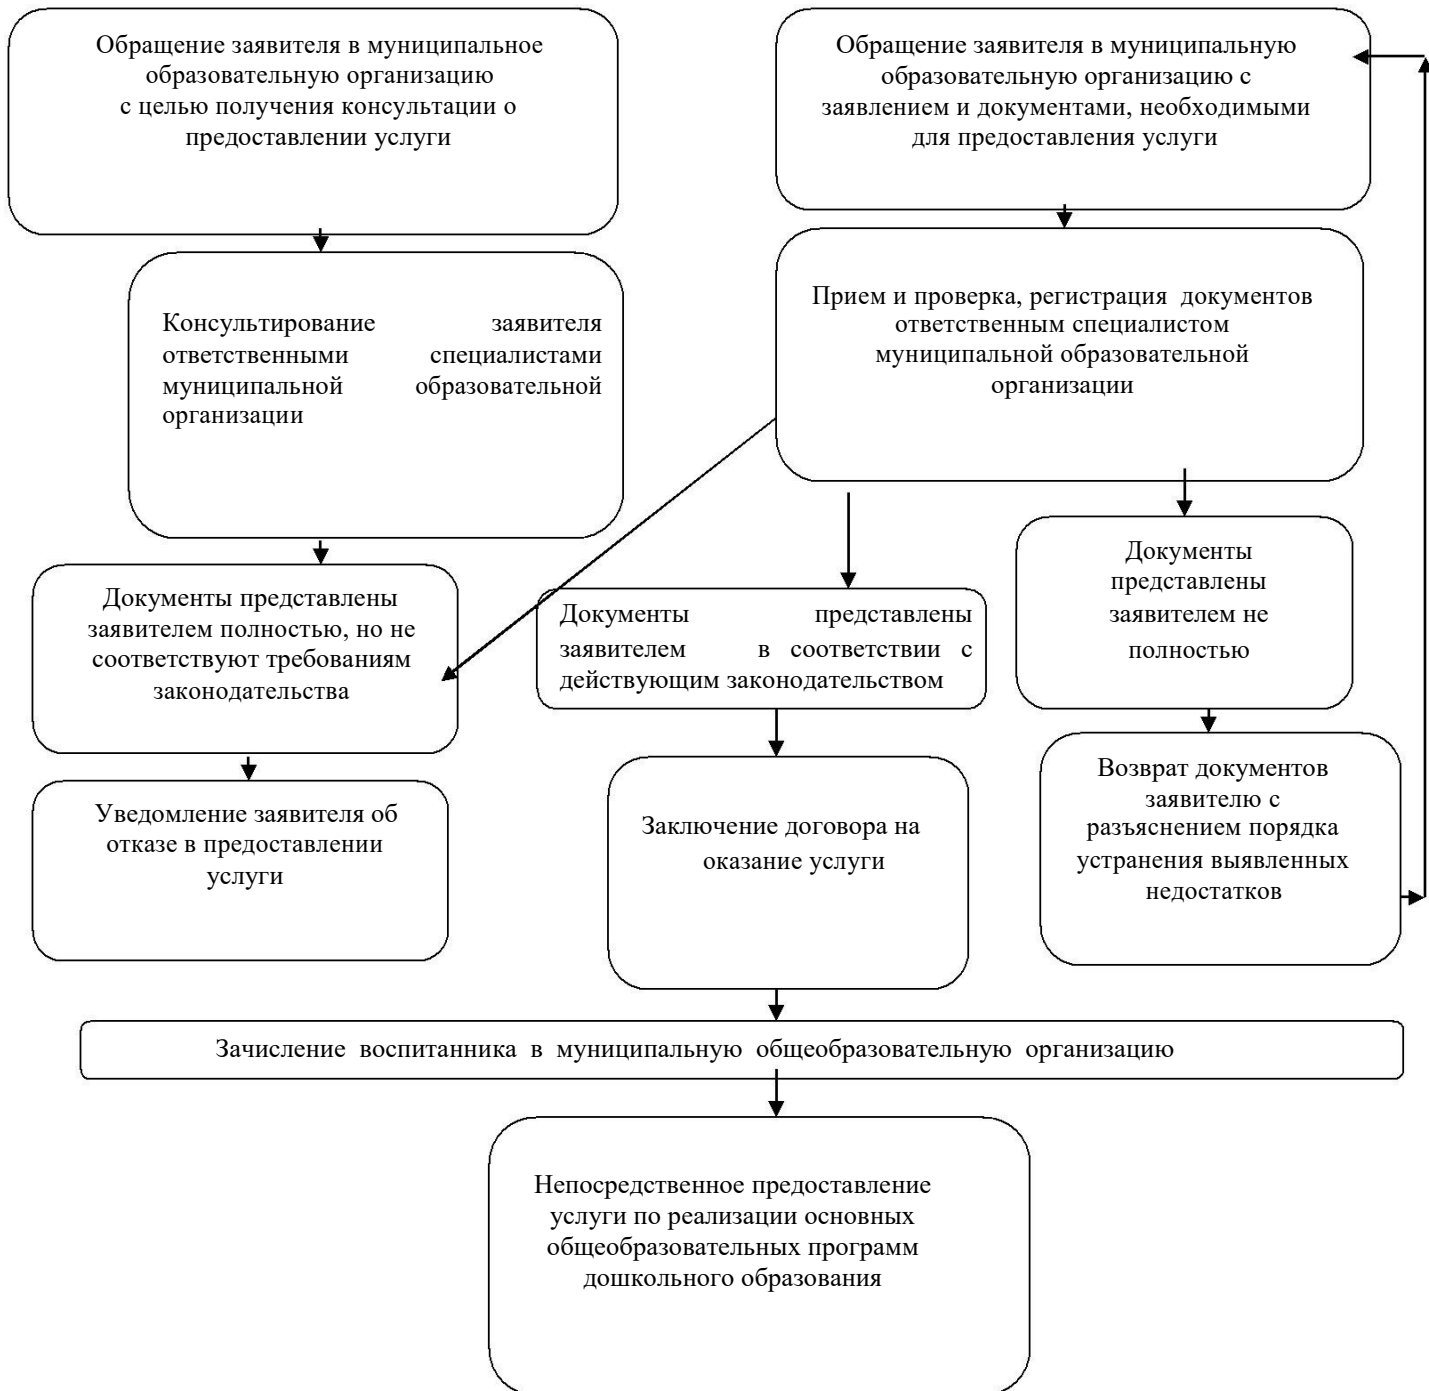 Обращение заявителя в муниципальное
образовательную организацию
с целью получения консультации о
предоставлении услуги
Обращение заявителя в муниципальную
образовательную организацию с
заявлением и документами, необходимыми
для предоставления услуги
Консультирование заявителя
ответственными специалистами
муниципальной образовательной
организации
Прием и проверка, регистрация документов
ответственным специалистом
муниципальной образовательной
организации
Документы представлены
заявителем полностью, но не
соответствуют требованиям
законодательства
Документы представлены
заявителем в соответствии с
действующим законодательством
Документы
представлены
заявителем не
полностью
Уведомление заявителя об
отказе в предоставлении
услуги
Заключение договора на
оказание услуги
Возврат документов
заявителю с
разъяснением порядка
устранения выявленных
недостатков
Зачисление воспитанника в муниципальную общеобразовательную организацию
Непосредственное предоставление
услуги по реализации основных
общеобразовательных программ
дошкольного образования